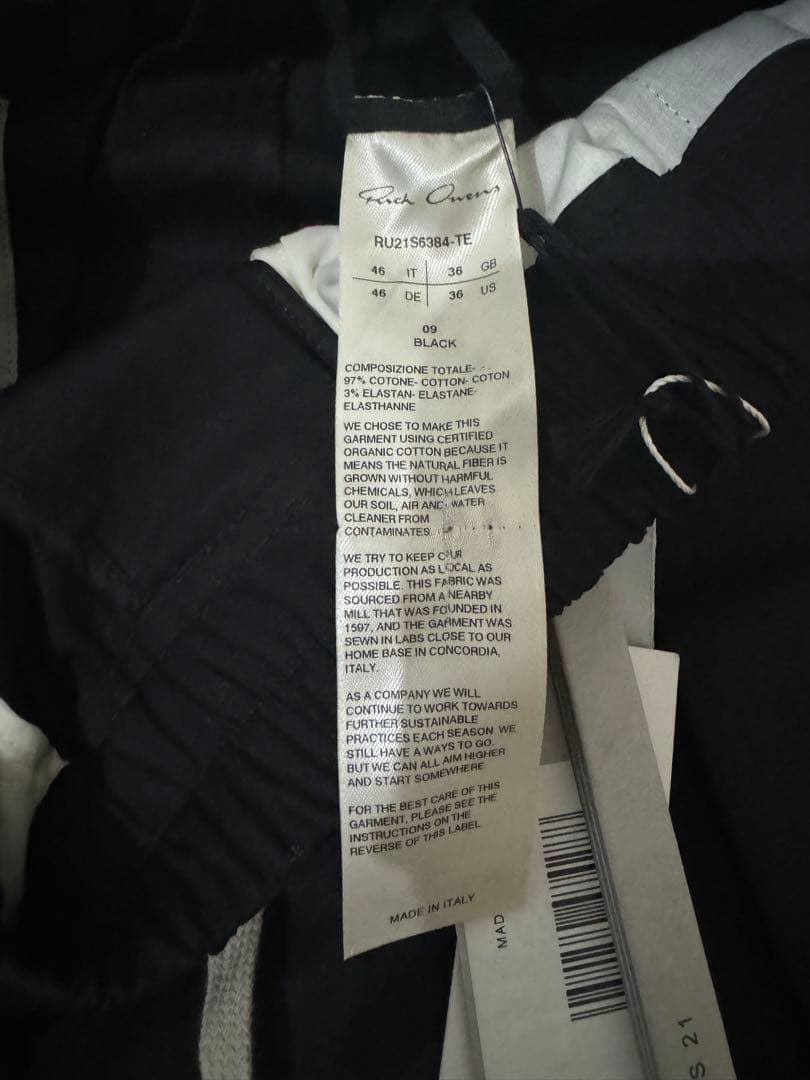 Rick Owens
RU21S6384-TE
46 IT 36 GB
46 DE 36 US
09
BLACK
COMPOSIZIONE TOTALE-
97% COTONE- COTTON- COTON
3% ELASTAN- ELASTANE-
ELASTHANNE
WE CHOSE TO MAKE THIS
GARMENT USING CERTIFIED
ORGANIC COTTON BECAUSE IT
MEANS THE NATURAL FIBER IS
GROWN WITHOUT HARMFUL
CHEMICALS, WHICH LEAVES
OUR SOIL, AIR AND WATER
CLEANER FROM
CONTAMINATES.
WE TRY TO KEEP OUR
PRODUCTION AS LOCAL AS
POSSIBLE. THIS FABRIC WAS
SOURCED FROM A NEARBY
MILL THAT WAS FOUNDED IN
1597, AND THE GARMENT WAS
SEWN IN LABS CLOSE TO OUR
HOME BASE IN CONCORDIA,
ITALY.
AS A COMPANY WE WILL
CONTINUE TO WORK TOWARDS
FURTHER SUSTAINABLE
PRACTICES EACH SEASON. WE
STILL HAVE A WAYS TO GO.
BUT WE CAN ALL AIM HIGHER
AND START SOMEWHERE.
FOR THE BEST CARE OF THIS
GARMENT, PLEASE SEE THE
INSTRUCTIONS ON THE
REVERSE OF THIS LABEL
MADE IN ITALY
MAD
S 21